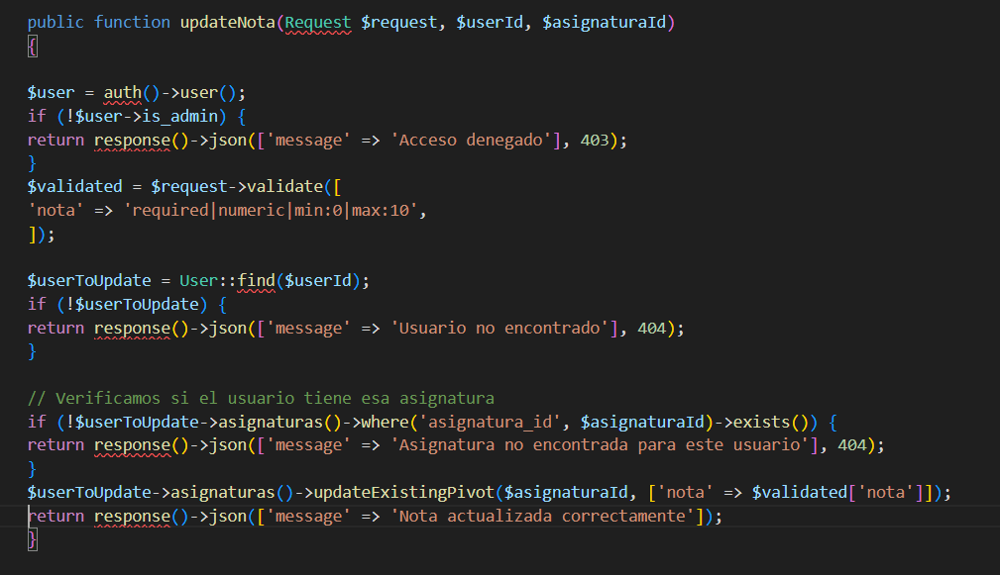 public function updateNota(Request $request, $userId, $asignaturaId)
{
$user = auth()->user();
if (!$user->is_admin) {
return response()->json(['message' => 'Acceso denegado'], 403);
}
$validated = $request->validate([
'nota' => 'required|numeric|min:0|max:10',
]);
$userToUpdate = User::find($userId);
if (!$userToUpdate) {
return response()->json(['message' => 'Usuario no encontrado'], 404);
}
// Verificamos si el usuario tiene esa asignatura
if (!$userToUpdate->asignaturas()->where('asignatura_id', $asignaturaId)->exists()) {
return response()->json(['message' => 'Asignatura no encontrada para este usuario'], 404);
}
$userToUpdate->asignaturas()->updateExistingPivot($asignaturaId, ['nota' => $validated['nota']]);
return response()->json(['message' => 'Nota actualizada correctamente']);
}